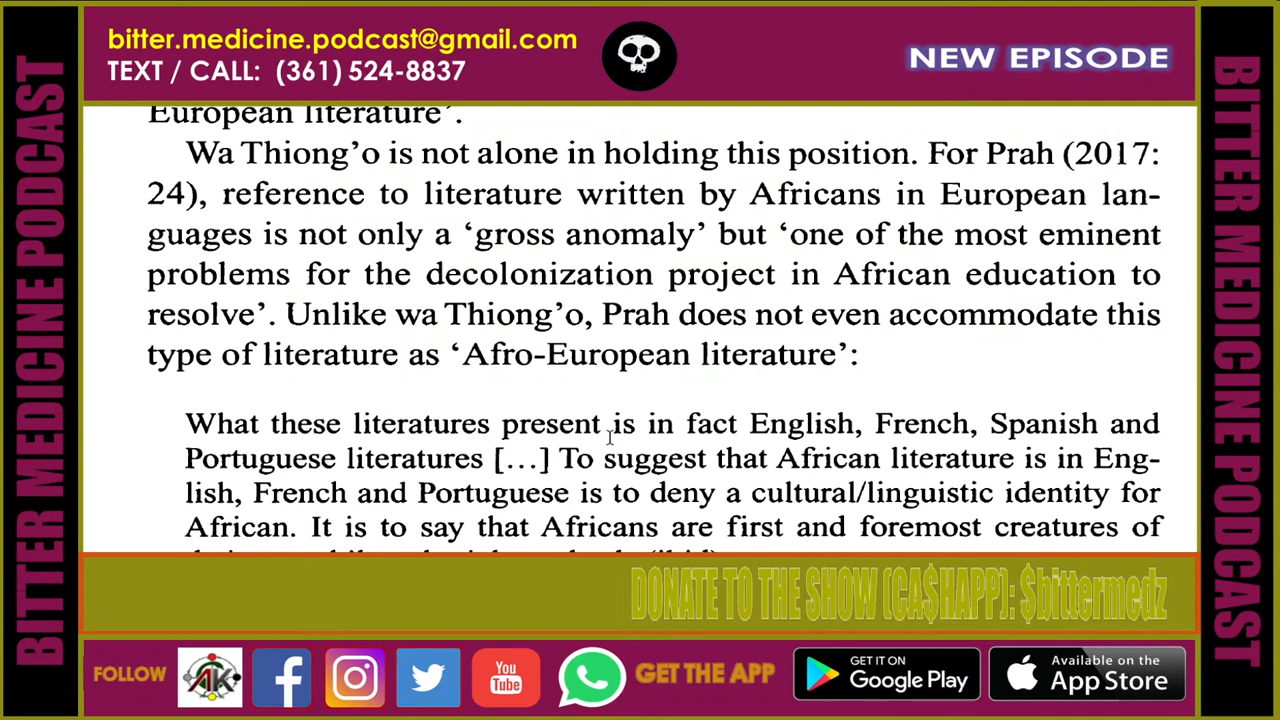 bitter.medicine.podcast@gmail.com
TEXT / CALL: (361) 524-8837
NEW EPISODE
BITTER MEDICINE PODCAST
European literature'.
Wa Thiong'o is not alone in holding this position. For Prah (2017:
24), reference to literature written by Africans in European lan-
guages is not only a 'gross anomaly' but 'one of the most eminent
problems for the decolonization project in African education to
resolve'. Unlike wa Thiong'o, Prah does not even accommodate this
type of literature as 'Afro-European literature':
What these literatures present is in fact English, French, Spanish and
Portuguese literatures […] To suggest that African literature is in Eng-
lish, French and Portuguese is to deny a cultural/linguistic identity for
African. It is to say that Africans are first and foremost creatures of
BITTER MEDICINE PODCAST
DONATE TO THE SHOW (CA$HAPP): $bittermedz
FOLLOW
ATK
You
Tube
GET THE APP
GET IT ON
Google Play
Available on the
App Store